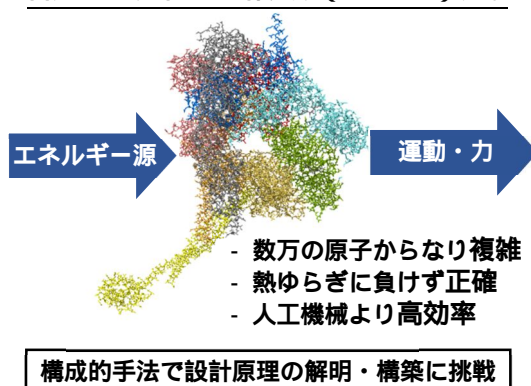 エネルギー源
運動・力
- 数万の原子からなり複雑
- 熱ゆらぎに負けず正確
- 人工機械より高効率
構成的手法で設計原理の解明・構築に挑戦